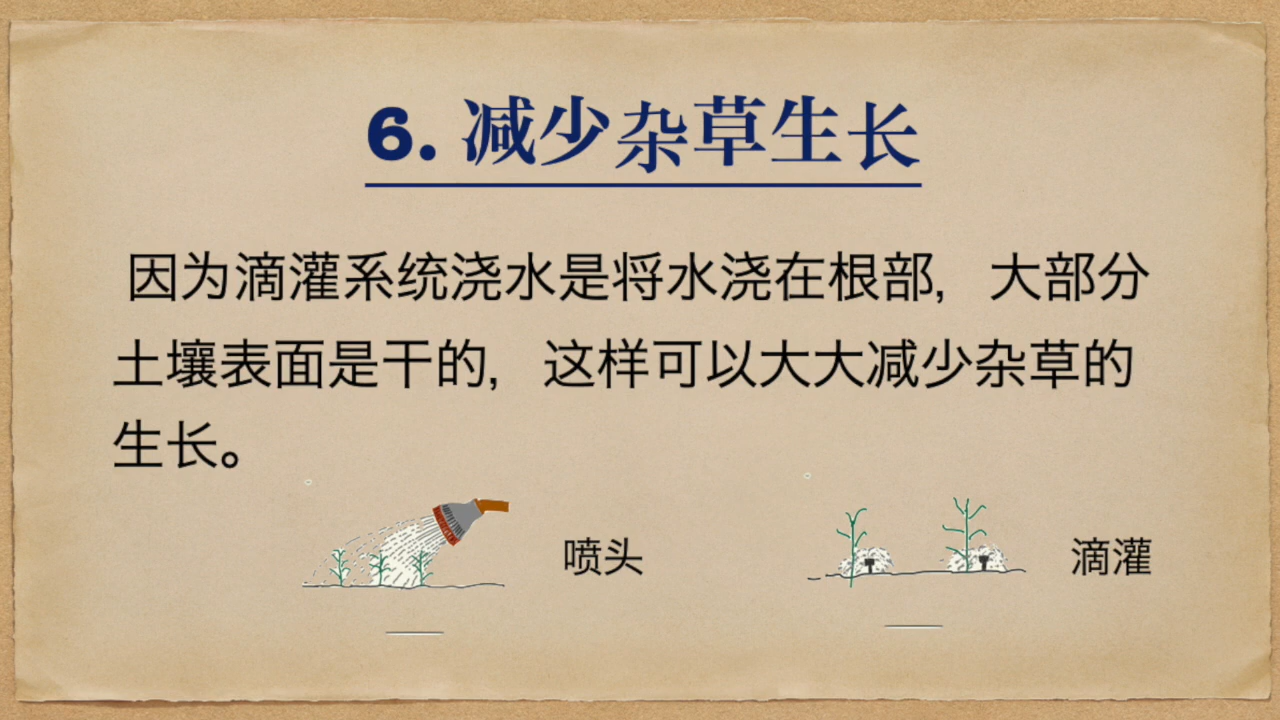 6. 减少杂草生长
因为滴灌系统浇水是将水浇在根部，大部分
土壤表面是干的，这样可以大大减少杂草的
生长。
喷头
滴灌